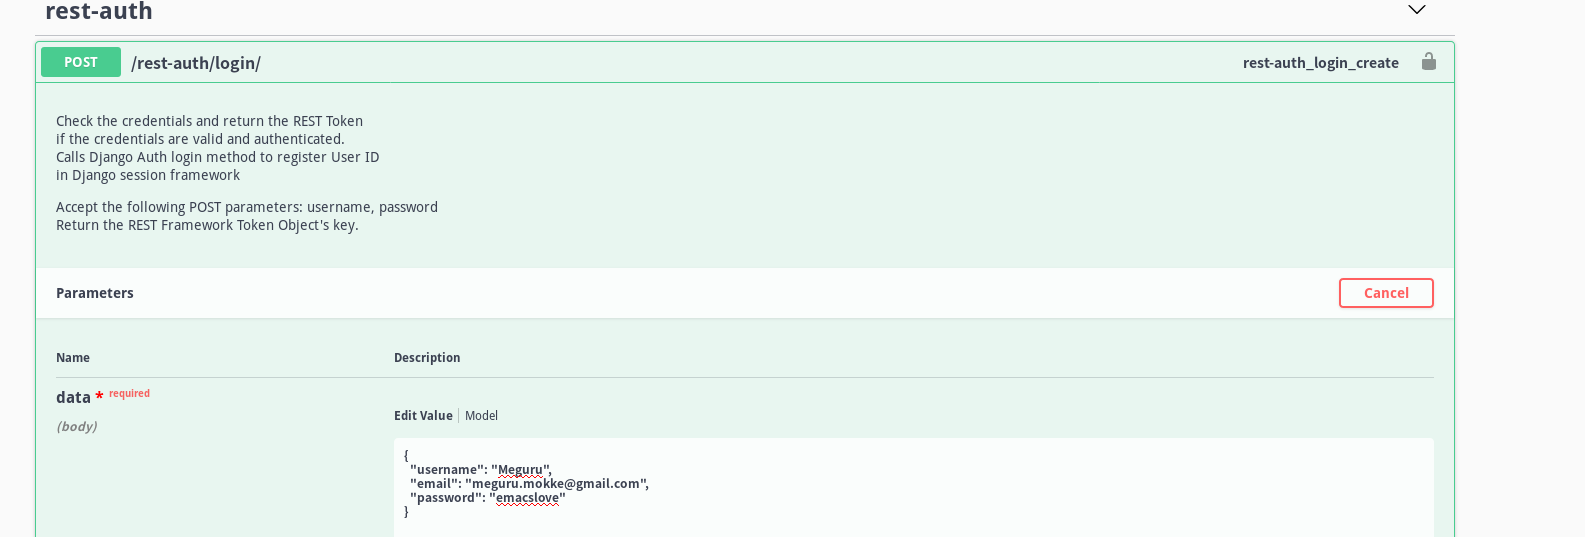 rest-auth
POST /rest-auth/login/ rest-auth_login_create
Check the credentials and return the REST Token
if the credentials are valid and authenticated.
Calls Django Auth login method to register User ID
in Django session framework
Accept the following POST parameters: username, password
Return the REST Framework Token Object's key.
Parameters Cancel
Name Description
data * required
(body)
Edit Value Model
{
"username": "Meguru",
"email": "meguru.mokke@gmail.com",
"password": "emacslove"
}